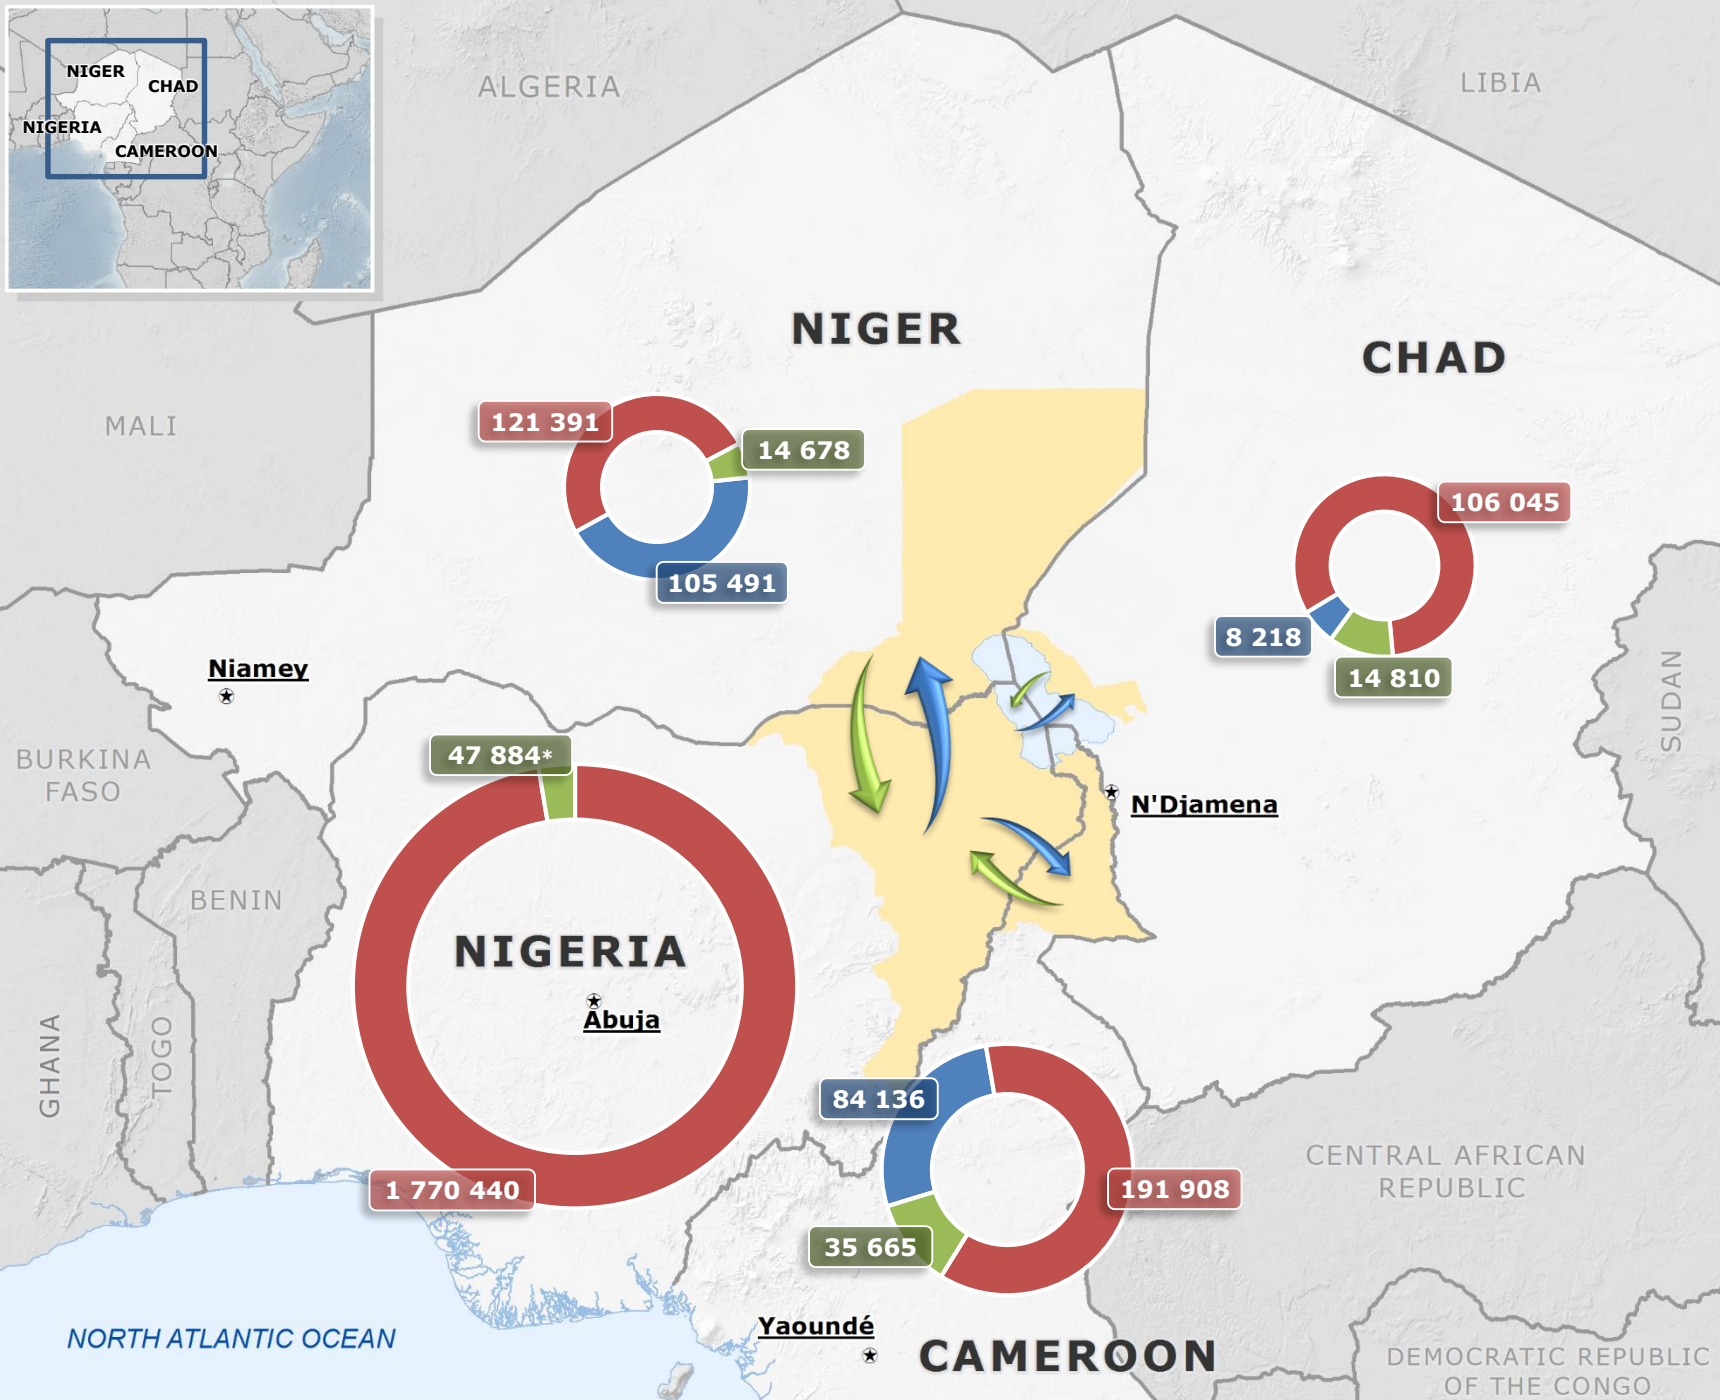 NIGER
CHAD
NIGERIA
CAMEROON
ALGERIA
LIBIA
NIGER
CHAD
MALI
121 391
14 678
105 491
106 045
8 218
14 810
Niamey
SUDAN
BURKINA
FASO
47 884*
N'Djamena
BENIN
NIGERIA
Abuja
GHANA
TOGO
84 136
1 770 440
191 908
35 665
CENTRAL AFRICAN
REPUBLIC
NORTH ATLANTIC OCEAN
Yaoundé
CAMEROON
DEMOCRATIC REPUBLIC
OF THE CONGO